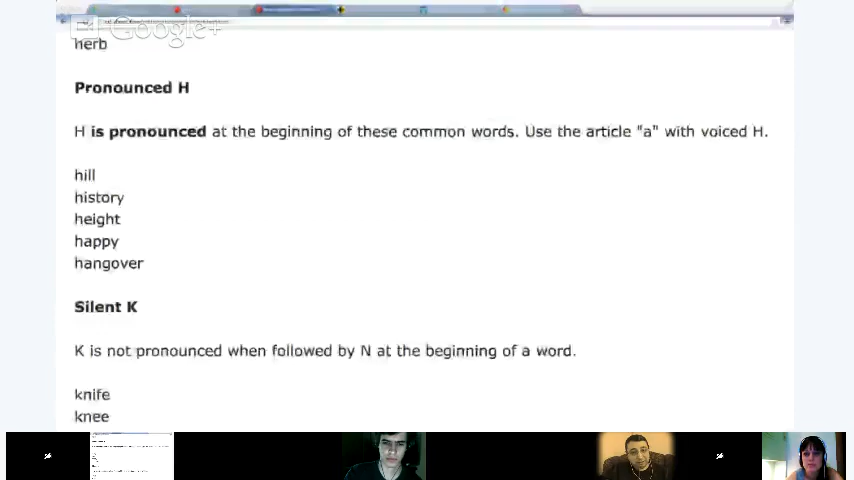 Google+
herb
Pronounced H
H is pronounced at the beginning of these common words. Use the article "a" with voiced H.
hill
history
height
happy
hangover
Silent K
K is not pronounced when followed by N at the beginning of a word.
knife
knee